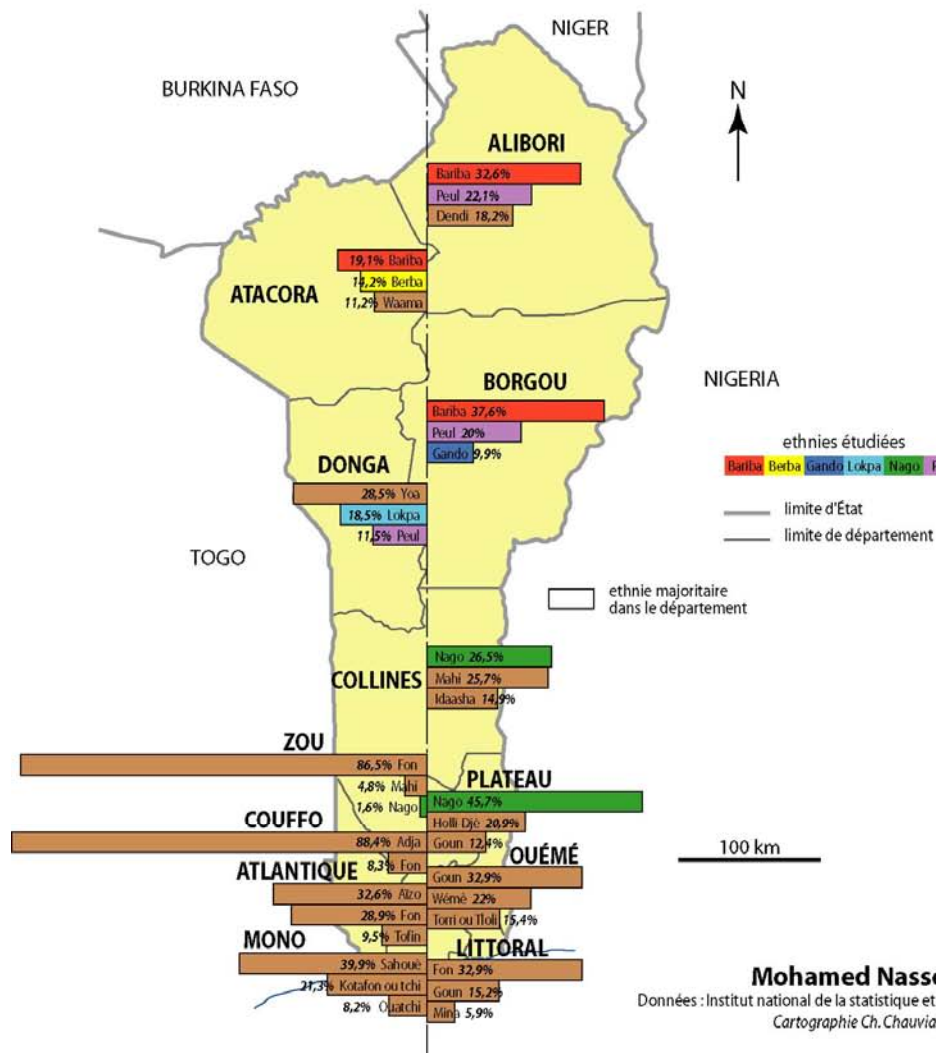 NIGER
BURKINA FASO
N
ALIBORI
Bariba 32,6%
Peul 22,1%
Dendi 18,2%
19,1% Bariba
14,2% Berba
11,2% Waama
ATACORA
BORGOU
NIGERIA
Bariba 37,6%
Peul 20%
Gando 9,9%
ethnies étudiées
Bariba Berba Gando Lokpa Nago
DONGA
28,5% Yoa
18,5% Lokpa
11,5% Peul
limite d'État
limite de département
TOGO
ethnie majoritaire
dans le département
COLLINES
Nago 26,5%
Mahi 25,7%
Idaasha 14,9%
ZOU
86,5% Fon
4,8% Mahi
1,6% Nago
PLATEAU
Nago 45,7%
Holli-Djè 20,9%
Goun 12,4%
COUFFO
88,4% Adja
8,3% Fon
100 km
OUÉMÉ
Goun 32,9%
Wémè 22%
Torri ou Tloli 15,4%
ATLANTIQUE
32,6% Aïzo
28,9% Fon
9,5% Tofin
MONO
39,9% Sahouè
21,3% Kotafon ou tchi
8,2% Ouatchi
LITTORAL
Fon 32,9%
Goun 15,2%
Mina 5,9%
Mohamed Nasse
Données : Institut national de la statistique et
Cartographie Ch. Chauvia